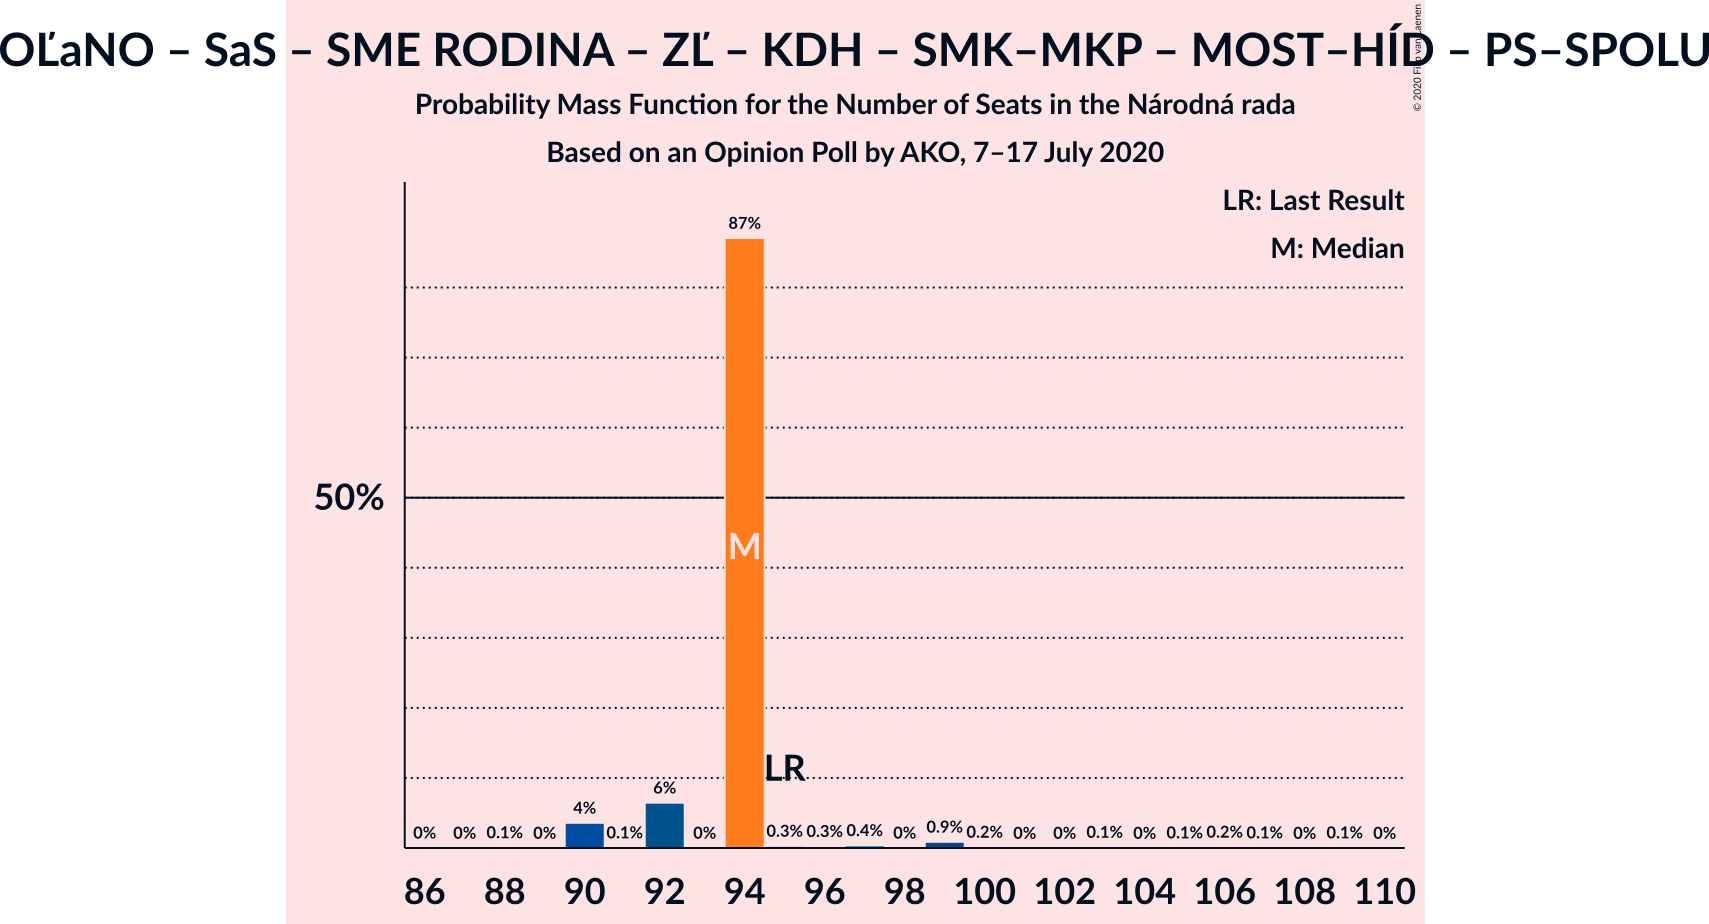 OĽaNO – SaS – SME RODINA – ZĽ – KDH – SMK–MKP – MOST–HÍD – PS–SPOLU
Probability Mass Function for the Number of Seats in the Národná rada
Based on an Opinion Poll by AKO, 7–17 July 2020
© 2020 Filip van Laenen
LR: Last Result
M: Median
87%
50%
M
LR
6%
4%
0% 0% 0.1% 0% 0.1% 0% 0.3% 0.3% 0.4% 0% 0.9% 0.2% 0% 0% 0.1% 0% 0.1% 0.2% 0.1% 0% 0.1% 0%
86 88 90 92 94 96 98 100 102 104 106 108 110